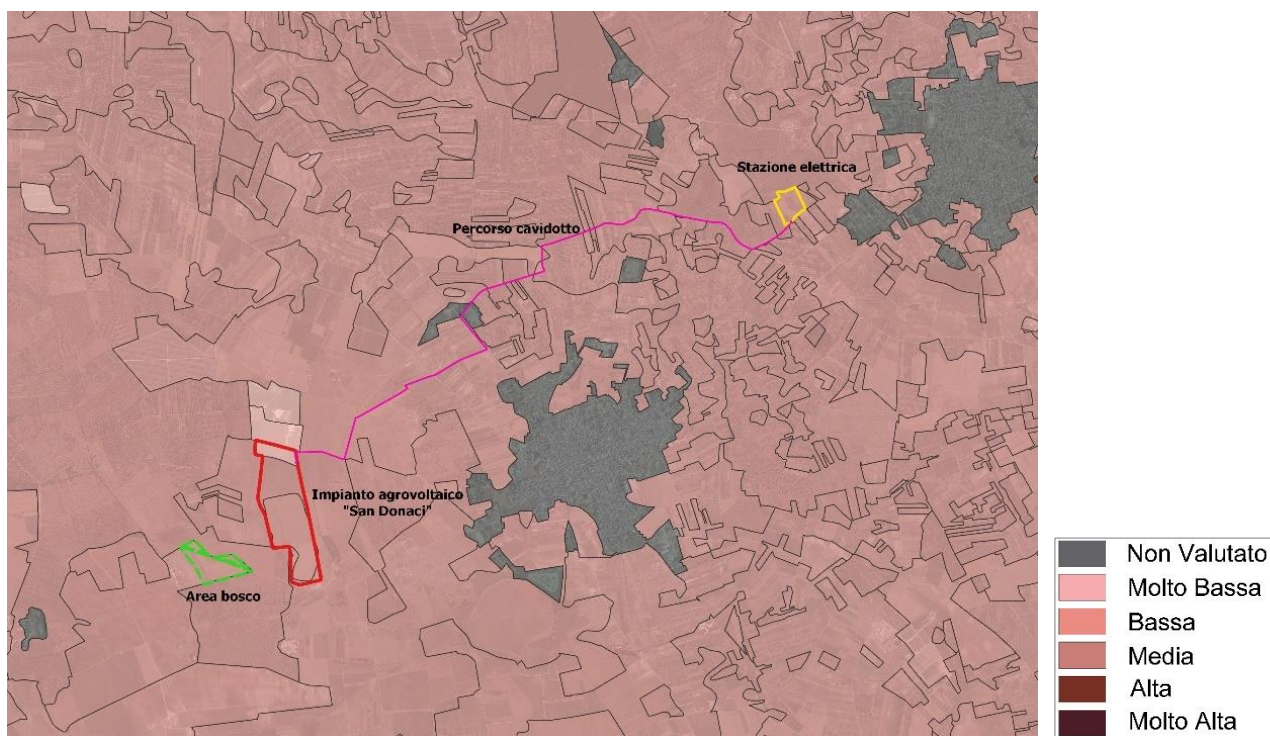 Stazione elettrica
Percorso cavidotto
Impianto agrovoltaico
"San Donaci"
Area bosco
Non Valutato
Molto Bassa
Bassa
Media
Alta
Molto Alta